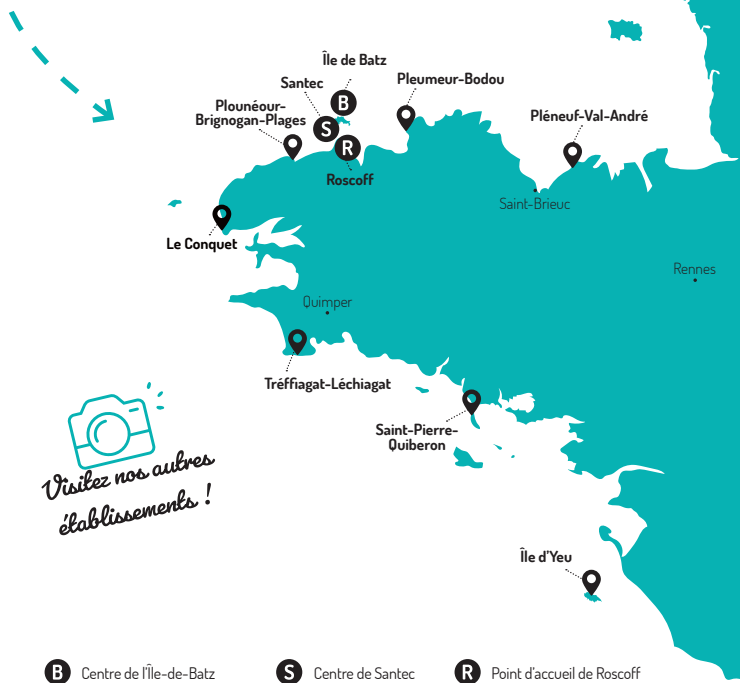 Île de Batz
Santec
Pleumeur-Bodou
Plounéour-
Brignogan-Plages
B
Pléneuf-Val-André
S
R
Roscoff
Saint-Brieuc
Le Conquet
Rennes
Quimper
Tréffiagat-Léchiagat
Saint-Pierre-
Quiberon
Visitez nos autres
établissements !
Île d'Yeu
B Centre de l'Île-de-Batz
S Centre de Santec
R Point d'accueil de Roscoff